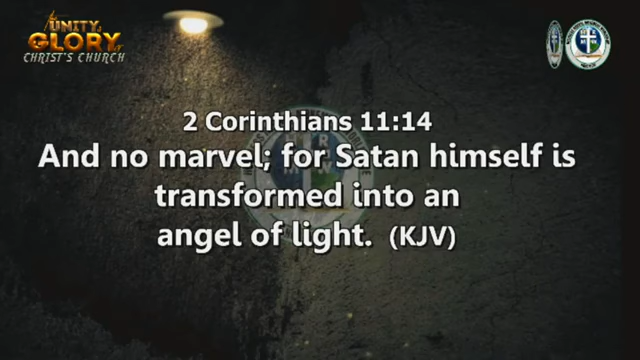 UNITY,
GLORY
CHRIST'S CHURCH
2 Corinthians 11:14
And no marvel; for Satan himself is
transformed into an
angel of light. (KJV)